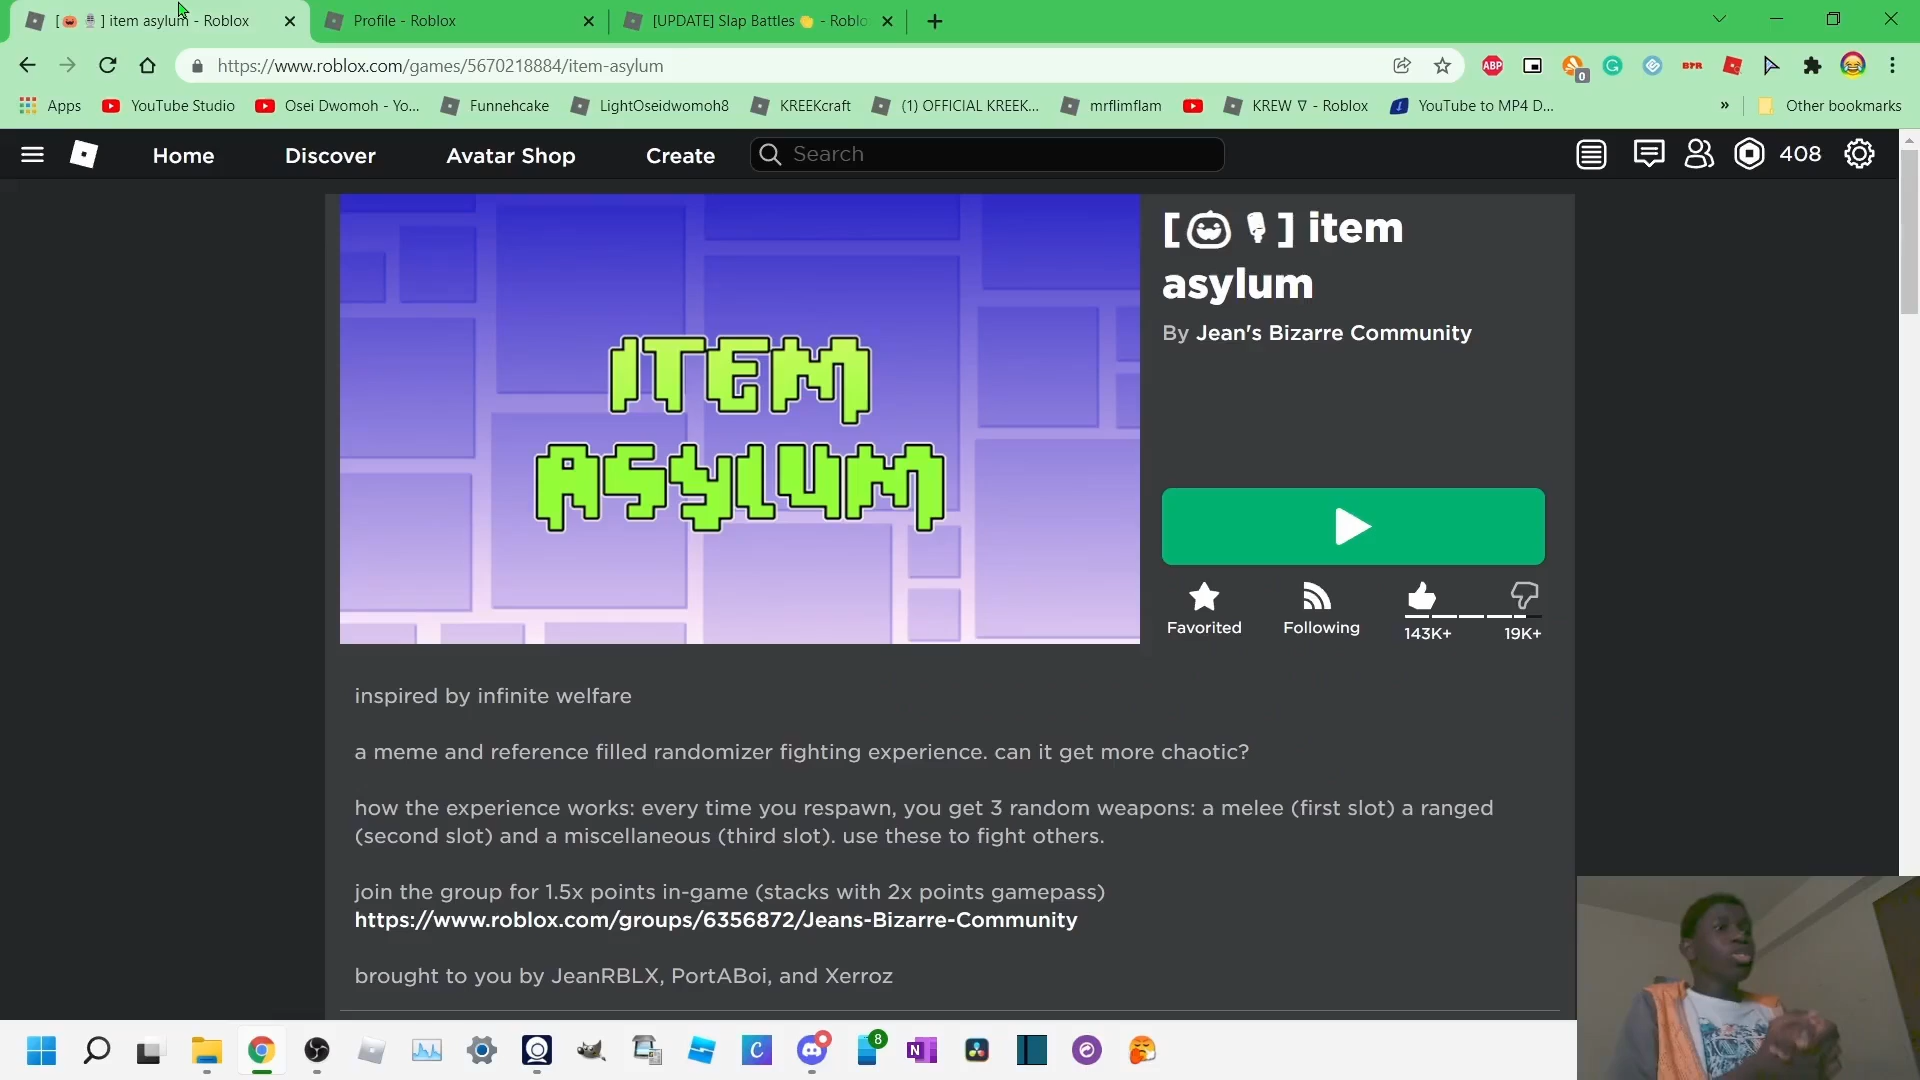 [🎃🎙] item asylum - Roblox
Profile - Roblox
[UPDATE] Slap Battles 👏 - Roblo
https://www.roblox.com/games/5670218884/item-asylum
ABP
0
BTR
Apps
YouTube Studio
Osei Dwomoh - Yo...
Funnehcake
LightOseidwomoh8
KREEKcraft
(1) OFFICIAL KREEK...
mrflimflam
KREW ∇ - Roblox
YouTube to MP4 D...
»
Other bookmarks
Home
Discover
Avatar Shop
Create
Search
408
ITEM
ASYLUM
[🎃🎙] item
asylum
By Jean's Bizarre Community
Favorited
Following
143K+
19K+
inspired by infinite welfare
a meme and reference filled randomizer fighting experience. can it get more chaotic?
how the experience works: every time you respawn, you get 3 random weapons: a melee (first slot) a ranged
(second slot) and a miscellaneous (third slot). use these to fight others.
join the group for 1.5x points in-game (stacks with 2x points gamepass)
https://www.roblox.com/groups/6356872/Jeans-Bizarre-Community
brought to you by JeanRBLX, PortABoi, and Xerroz
C
8
N